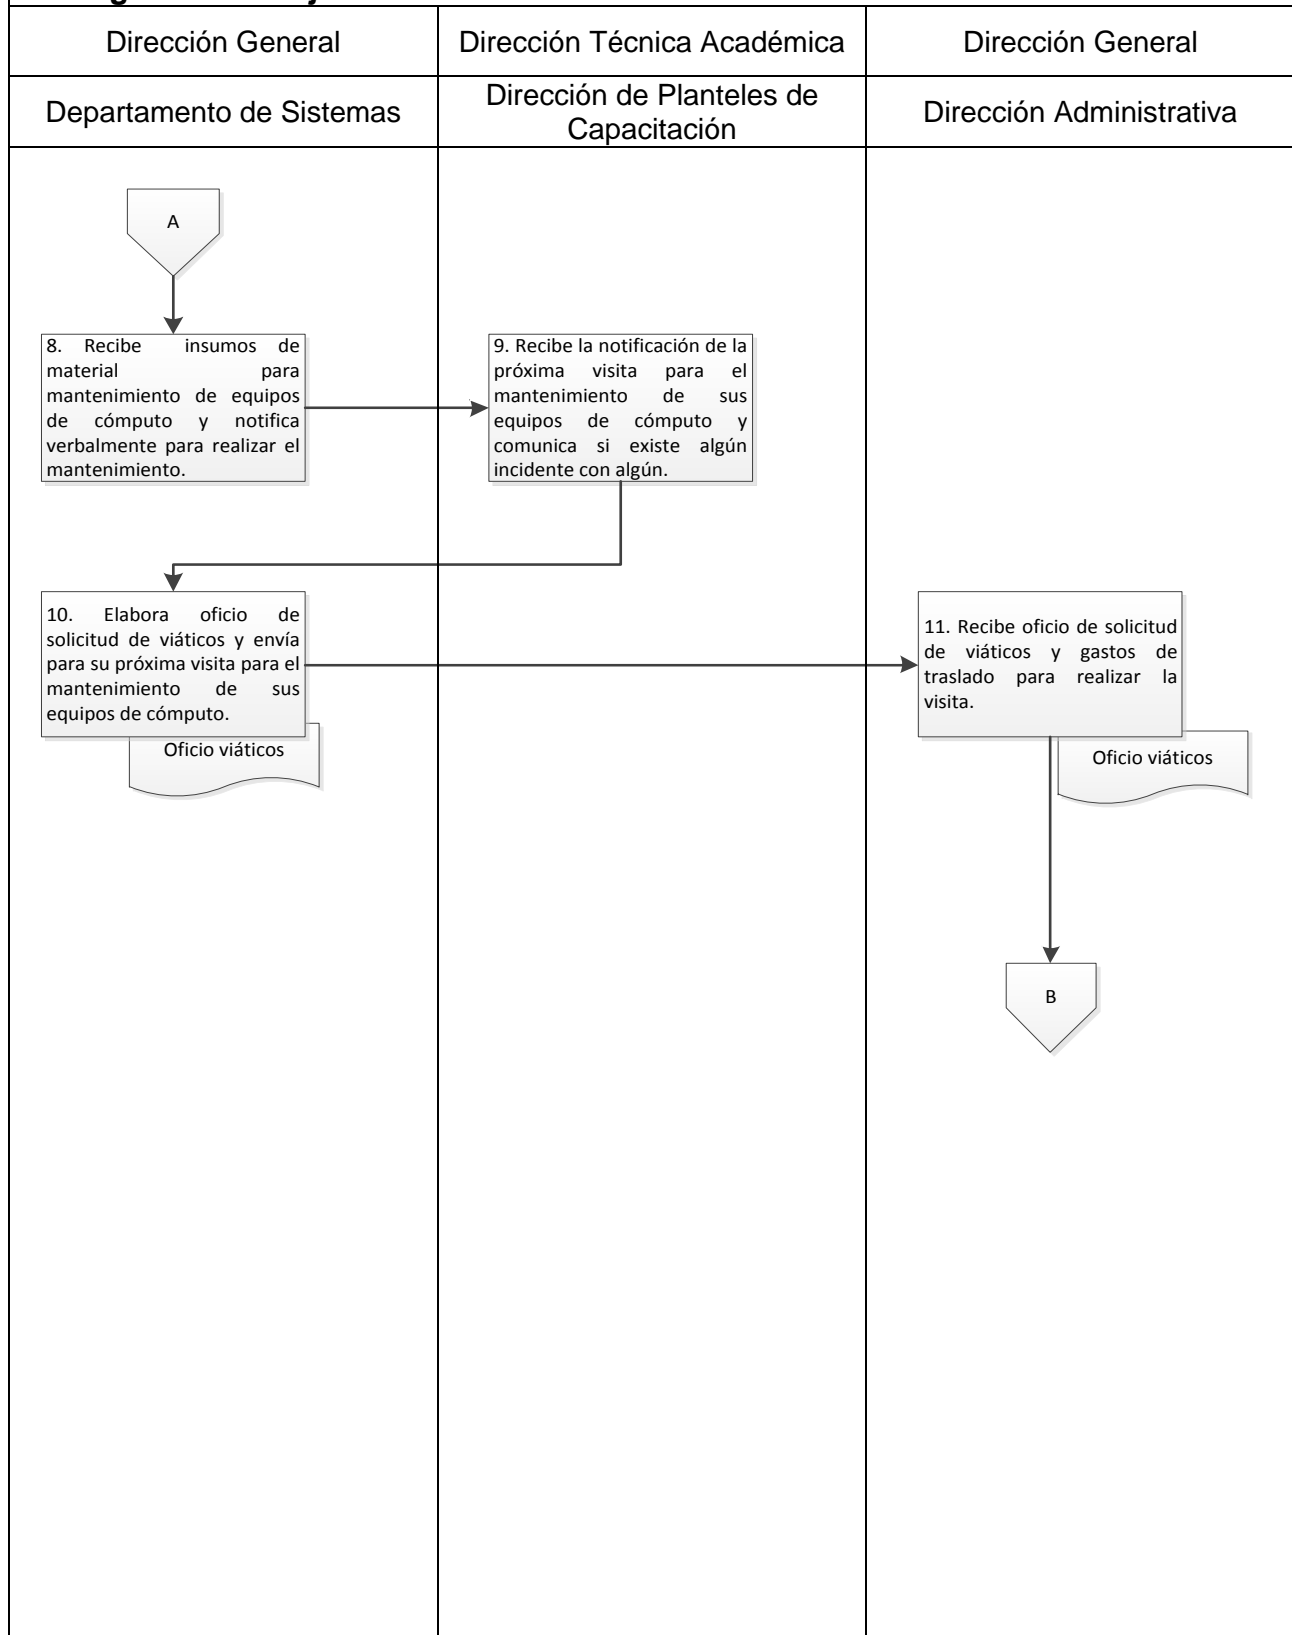 Dirección General
Dirección Técnica Académica
Dirección General
Departamento de Sistemas
Dirección de Planteles de
Capacitación
Dirección Administrativa
A
8. Recibe insumos de
material para
mantenimiento de equipos
de cómputo y notifica
verbalmente para realizar el
mantenimiento.
9. Recibe la notificación de la
próxima visita para el
mantenimiento de sus
equipos de cómputo y
comunica si existe algún
incidente con algún.
10. Elabora oficio de
solicitud de viáticos y envía
para su próxima visita para el
mantenimiento de sus
equipos de cómputo.
Oficio viáticos
11. Recibe oficio de solicitud
de viáticos y gastos de
traslado para realizar la
visita.
Oficio viáticos
B